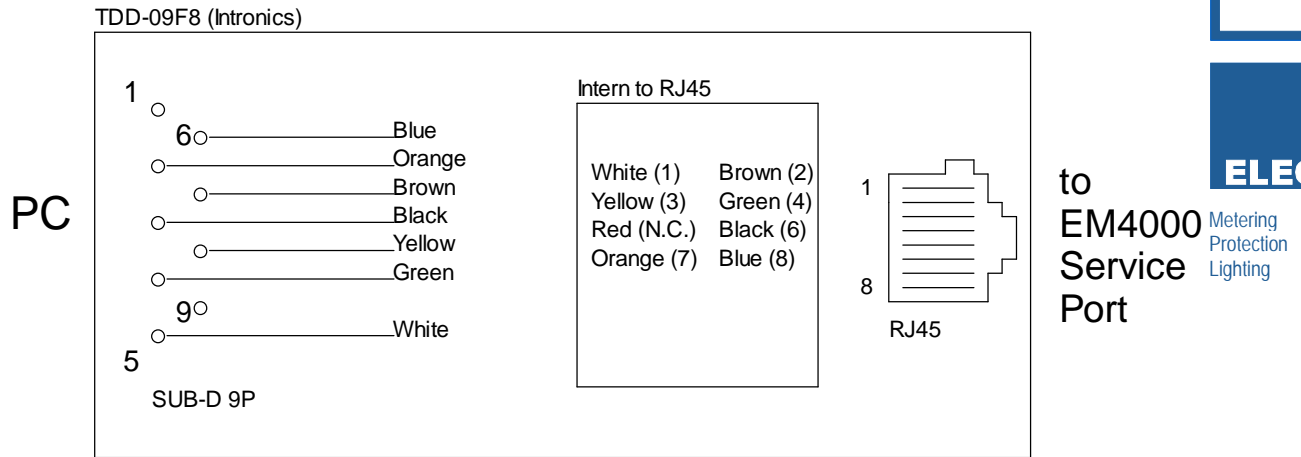 TDD-09F8 (Intronics)
PC
1
6
9
5
Blue
Orange
Brown
Black
Yellow
Green
White
SUB-D 9P
Intern to RJ45
White (1) Brown (2)
Yellow (3) Green (4)
Red (N.C.) Black (6)
Orange (7) Blue (8)
1
8
RJ45
to
EM4000
Service
Port
Metering
Protection
Lighting